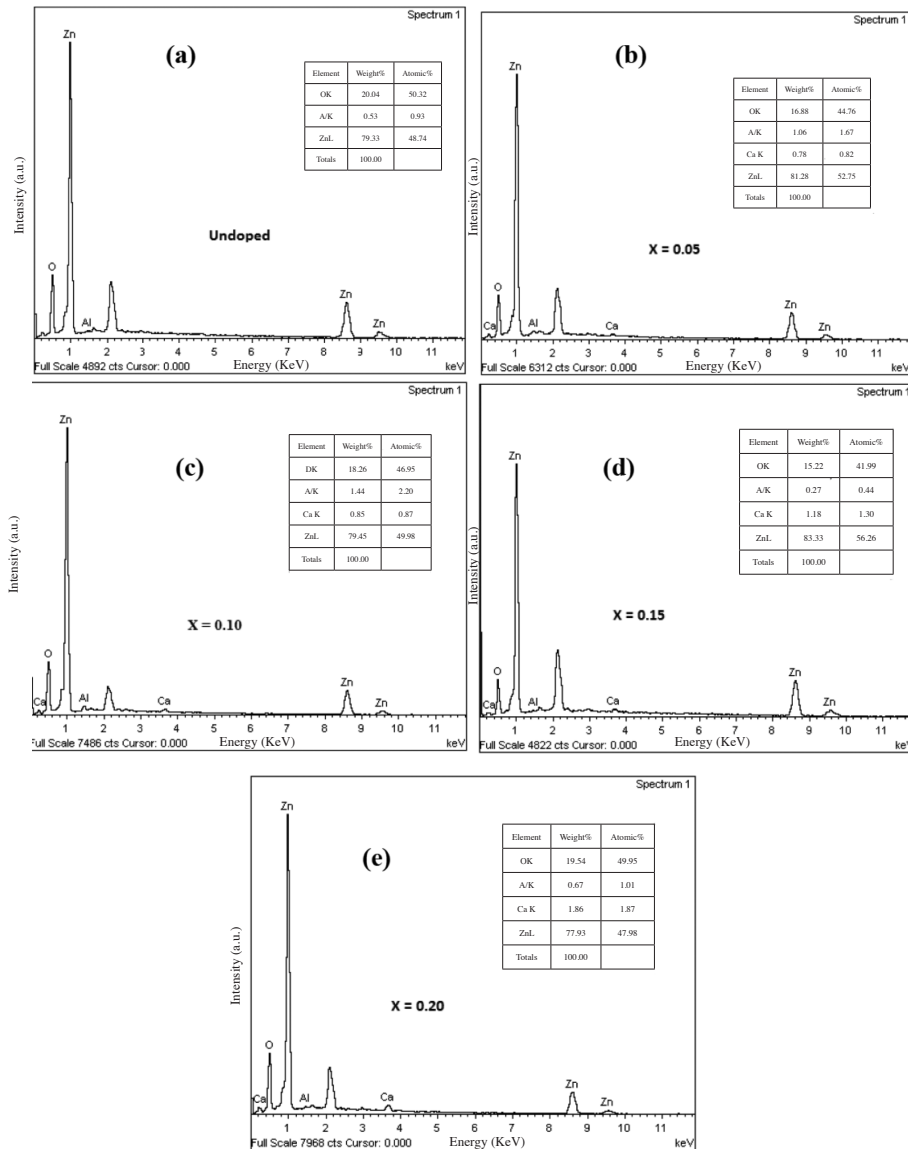 Spectrum 1
Zn
(a)
Element Weight% Atomic%
OK 20.04 50.32
A/K 0.53 0.93
ZnL 79.33 48.74
Totals 100.00
Intensity (a.u.)
Undoped
O
Al
Zn
Zn
1 2 3 4 5 6 7 8 9 10 11
Full Scale 4892 cts Cursor: 0.000 Energy (KeV) keV
Spectrum 1
Zn
(b)
Element Weight% Atomic%
OK 16.88 44.76
A/K 1.06 1.67
Ca K 0.78 0.82
ZnL 81.28 52.75
Totals 100.00
Intensity (a.u.)
X = 0.05
O
Ca Al Ca
Zn
Zn
1 2 3 4 5 6 7 8 9 10 11
Full Scale 6312 cts Cursor: 0.000 Energy (KeV) keV
Spectrum 1
Zn
(c)
Element Weight% Atomic%
DK 18.26 46.95
A/K 1.44 2.20
Ca K 0.85 0.87
ZnL 79.45 49.98
Totals 100.00
Intensity (a.u.)
X = 0.10
O
Ca Al Ca
Zn
Zn
1 2 3 4 5 6 7 8 9 10 11
Full Scale 7486 cts Cursor: 0.000 Energy (KeV) keV
Spectrum 1
Zn
(d)
Element Weight% Atomic%
OK 15.22 41.99
A/K 0.27 0.44
Ca K 1.18 1.30
ZnL 83.33 56.26
Totals 100.00
Intensity (a.u.)
X = 0.15
O
Ca Al Ca
Zn
Zn
1 2 3 4 5 6 7 8 9 10 11
Full Scale 4822 cts Cursor: 0.000 Energy (KeV) keV
Spectrum 1
Zn
(e)
Element Weight% Atomic%
OK 19.54 49.95
A/K 0.67 1.01
Ca K 1.86 1.87
ZnL 77.93 47.98
Totals 100.00
Intensity (a.u.)
X = 0.20
O
Ca Al Ca
Zn
Zn
1 2 3 4 5 6 7 8 9 10 11
Full Scale 7968 cts Cursor: 0.000 Energy (KeV) keV